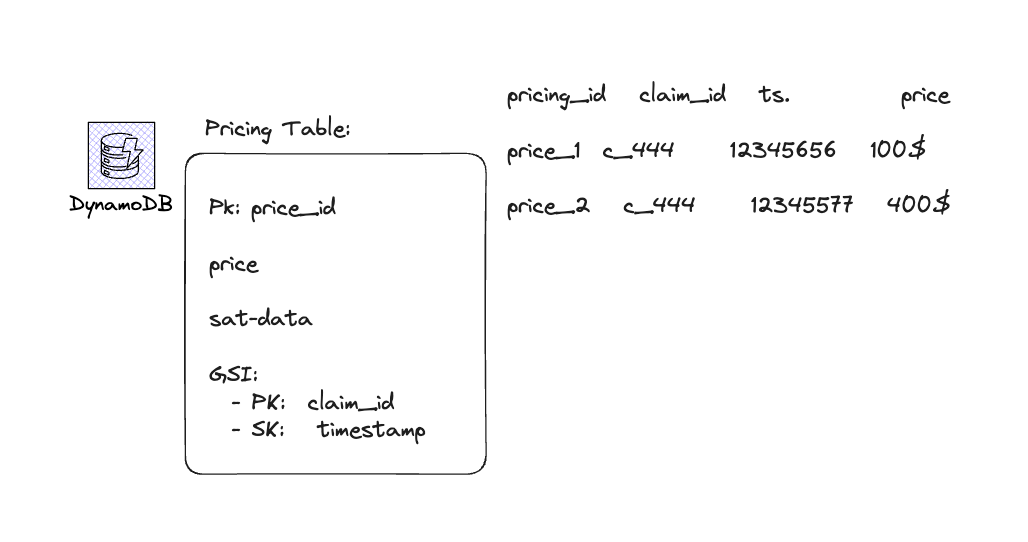 DynamoDB
Pricing Table:
Pk: price_id
price
sat-data
GSI:
- PK: claim_id
- SK: timestamp
pricing_id claim_id ts. price
price_1 c_444 12345656 100$
price_2 c_444 12345577 400$